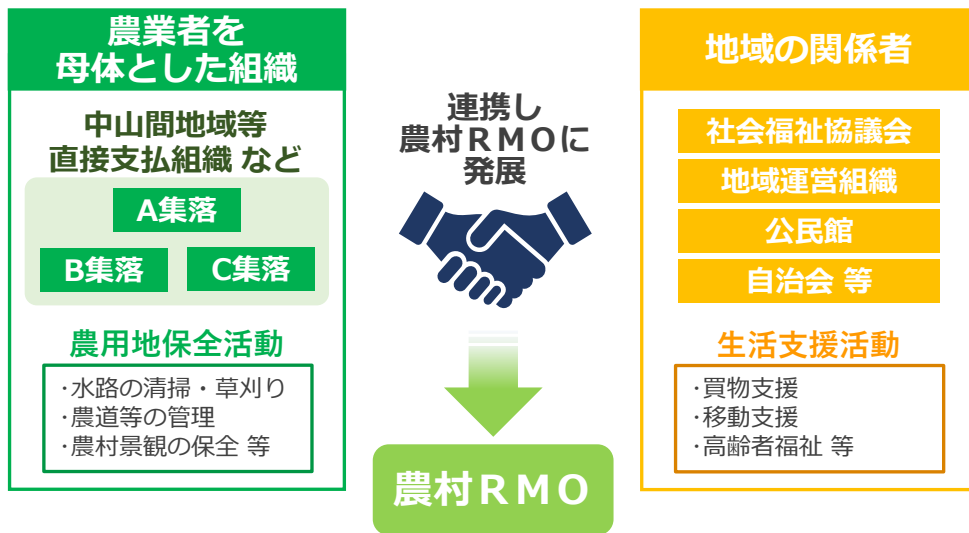 農業者を
母体とした組織
中山間地域等
直接支払組織 など
A集落
B集落
C集落
農用地保全活動
・水路の清掃・草刈り
・農道等の管理
・農村景観の保全 等
連携し
農村RMOに
発展
農村RMO
地域の関係者
社会福祉協議会
地域運営組織
公民館
自治会 等
生活支援活動
・買物支援
・移動支援
・高齢者福祉 等